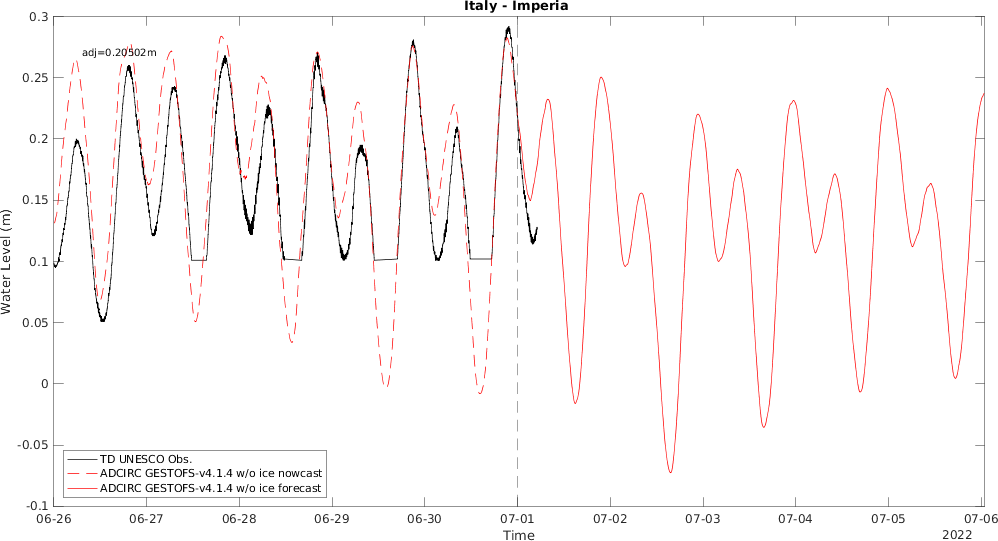 Italy - Imperia
adj=0.20502m
Water Level (m)
0.3
0.25
0.2
0.15
0.1
0.05
0
-0.05
-0.1
TD UNESCO Obs.
ADCIRC GESTOFS-v4.1.4 w/o ice nowcast
ADCIRC GESTOFS-v4.1.4 w/o ice forecast
06-26 06-27 06-28 06-29 06-30 07-01 07-02 07-03 07-04 07-05 07-06
Time
2022